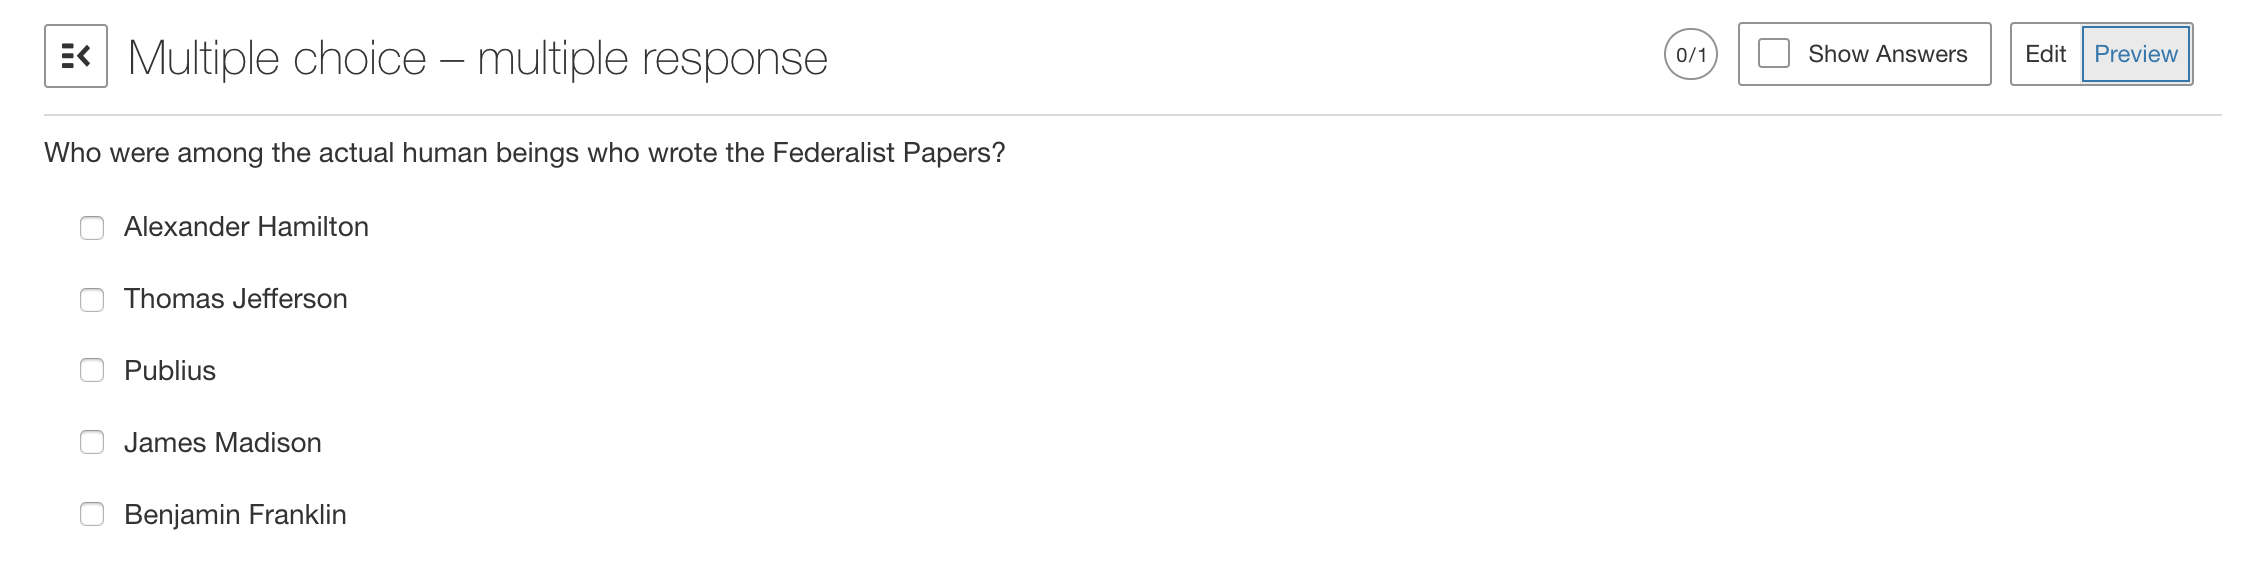 Multiple choice – multiple response
0/1
Show Answers
Edit
Preview
Who were among the actual human beings who wrote the Federalist Papers?
Alexander Hamilton
Thomas Jefferson
Publius
James Madison
Benjamin Franklin